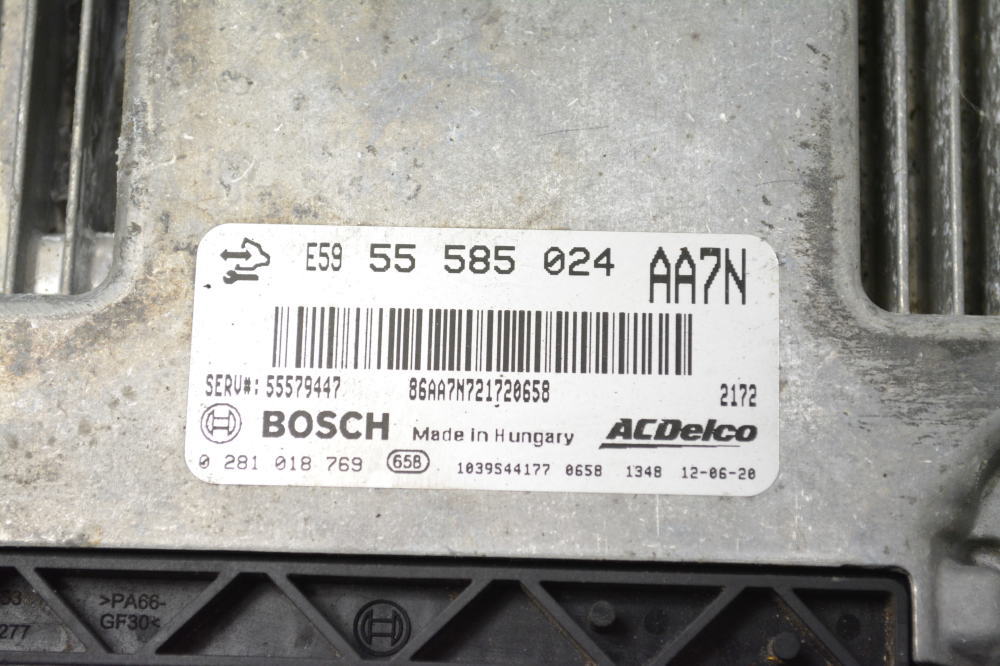 E59 55 585 024 AA7N
SERV#: 55579447 86AA7N721720658 2172
BOSCH Made in Hungary ACDelco
0 281 018 769 658 1039S44177 0658 1348 12-06-20
>PA66-
GF30<
277